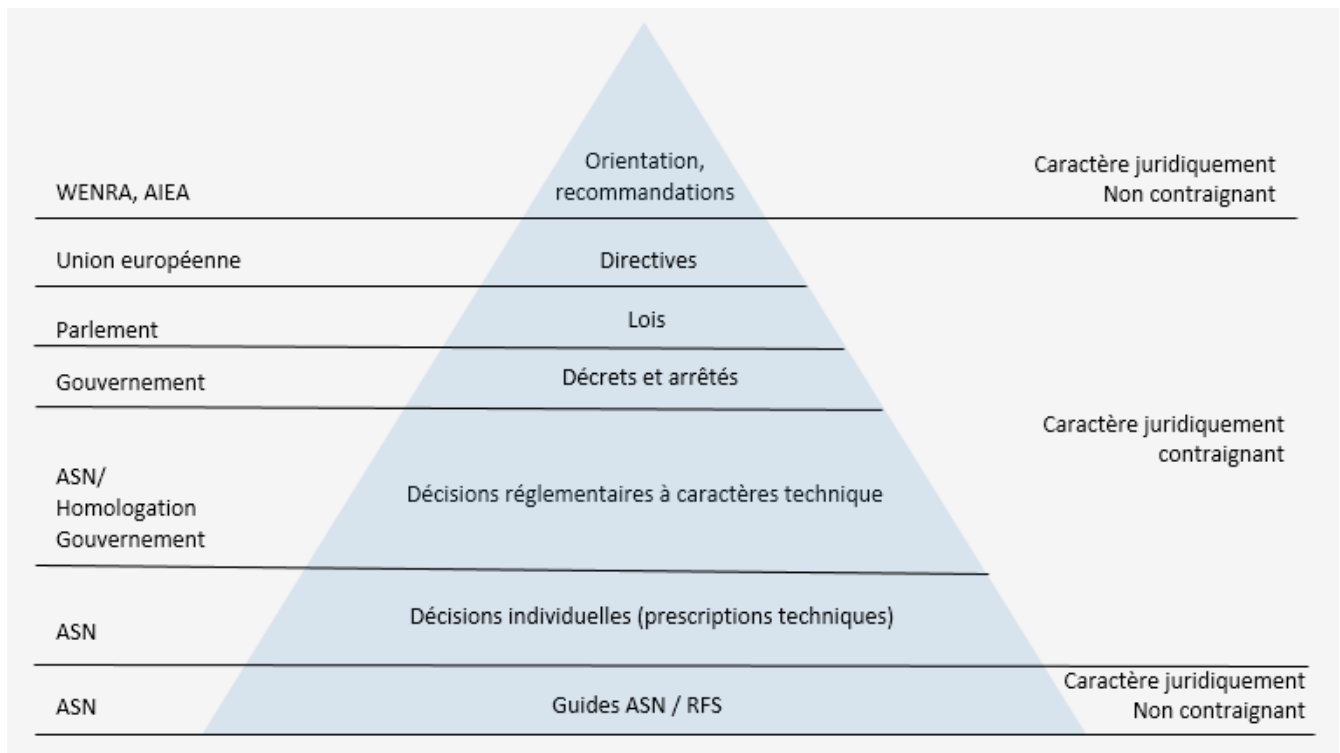 Orientation,
recommandations
WENRA, AIEA
Caractère juridiquement
Non contraignant
Union européenne
Directives
Parlement
Lois
Gouvernement
Décrets et arrêtés
Caractère juridiquement
contraignant
ASN/
Homologation
Gouvernement
Décisions réglementaires à caractères technique
ASN
Décisions individuelles (prescriptions techniques)
ASN
Guides ASN / RFS
Caractère juridiquement
Non contraignant